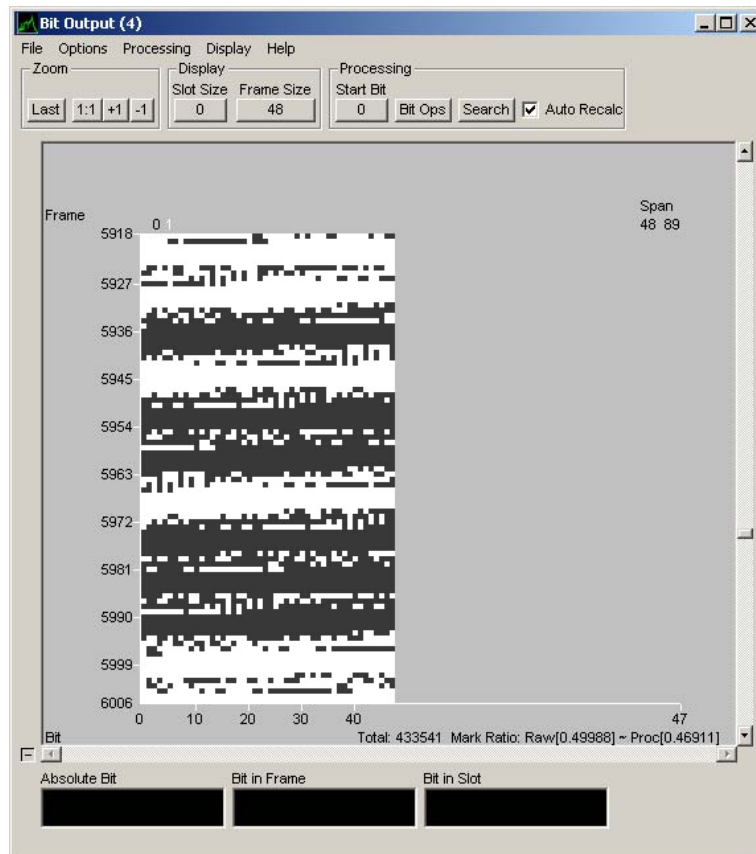 Bit Output (4)
File Options Processing Display Help
Zoom
Last 1:1 +1 -1
Display
Slot Size Frame Size
0 48
Processing
Start Bit
0 Bit Ops Search Auto Recalc
Span
48 89
Frame
0 1
5918
5927
5936
5945
5954
5963
5972
5981
5990
5999
6006
0 10 20 30 40 47
Bit
Total: 433541 Mark Ratio: Raw[0.49988] ~ Proc[0.46911]
Absolute Bit Bit in Frame Bit in Slot